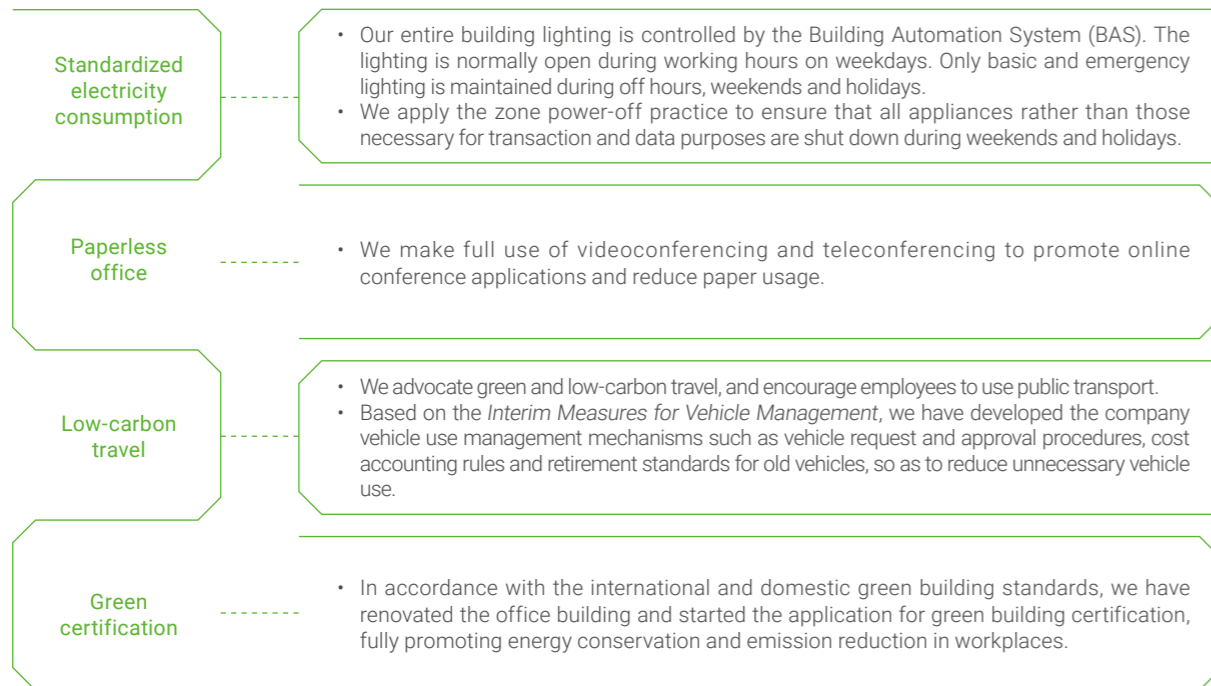 Standardized
electricity
consumption
• Our entire building lighting is controlled by the Building Automation System (BAS). The
lighting is normally open during working hours on weekdays. Only basic and emergency
lighting is maintained during off hours, weekends and holidays.
• We apply the zone power-off practice to ensure that all appliances rather than those
necessary for transaction and data purposes are shut down during weekends and holidays.
Paperless
office
• We make full use of videoconferencing and teleconferencing to promote online
conference applications and reduce paper usage.
Low-carbon
travel
• We advocate green and low-carbon travel, and encourage employees to use public transport.
• Based on the Interim Measures for Vehicle Management, we have developed the company
vehicle use management mechanisms such as vehicle request and approval procedures, cost
accounting rules and retirement standards for old vehicles, so as to reduce unnecessary vehicle
use.
Green
certification
• In accordance with the international and domestic green building standards, we have
renovated the office building and started the application for green building certification,
fully promoting energy conservation and emission reduction in workplaces.